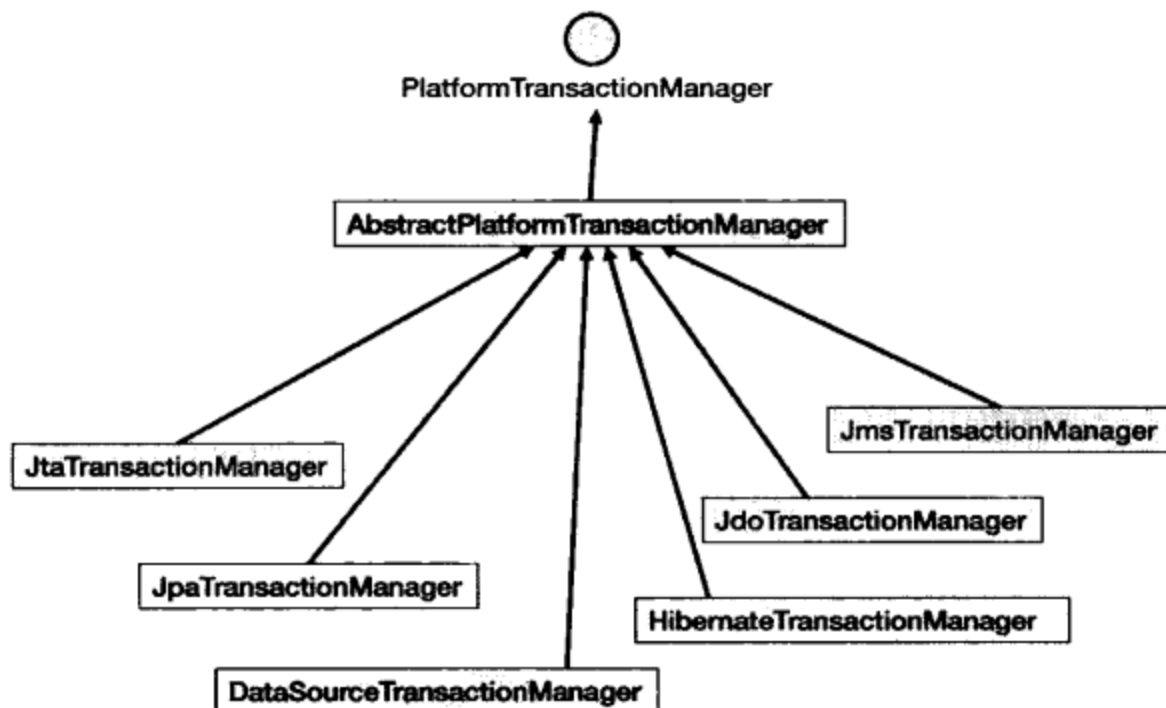 PlatformTransactionManager
AbstractPlatformTransactionManager
JmsTransactionManager
JtaTransactionManager
JdoTransactionManager
JpaTransactionManager
HibernateTransactionManager
DataSourceTransactionManager